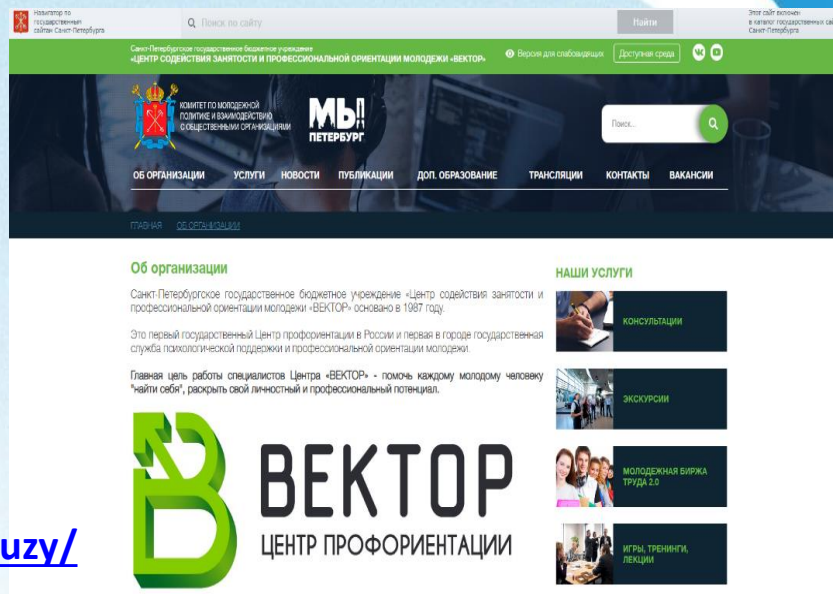 Навигатор по
государственным
сайтам Санкт-Петербурга
Поиск по сайту
Найти
Этот сайт включен
в каталог государственных сай
Санкт-Петербурга
Санкт-Петербургское государственное бюджетное учреждение
«ЦЕНТР СОДЕЙСТВИЯ ЗАНЯТОСТИ И ПРОФЕССИОНАЛЬНОЙ ОРИЕНТАЦИИ МОЛОДЕЖИ «ВЕКТОР»
Версия для слабовидящих
Доступная среда
КОМИТЕТ ПО МОЛОДЕЖНОЙ
ПОЛИТИКЕ И ВЗАИМОДЕЙСТВИЮ
С ОБЩЕСТВЕННЫМИ ОРГАНИЗАЦИЯМИ
МЫ
ПЕТЕРБУРГ
Поиск...
ОБ ОРГАНИЗАЦИИ УСЛУГИ НОВОСТИ ПУБЛИКАЦИИ ДОП. ОБРАЗОВАНИЕ ТРАНСЛЯЦИИ КОНТАКТЫ ВАКАНСИИ
ГЛАВНАЯ ОБ ОРГАНИЗАЦИИ
Об организации
Санкт-Петербургское государственное бюджетное учреждение «Центр содействия занятости и
профессиональной ориентации молодежи «ВЕКТОР» основано в 1987 году.
Это первый государственный Центр профориентации в России и первая в городе государственная
служба психологической поддержки и профессиональной ориентации молодежи.
Главная цель работы специалистов Центра «ВЕКТОР» - помочь каждому молодому человеку
"найти себя", раскрыть свой личностный и профессиональный потенциал.
ВЕКТОР
ЦЕНТР ПРОФОРИЕНТАЦИИ
НАШИ УСЛУГИ
КОНСУЛЬТАЦИИ
ЭКСКУРСИИ
МОЛОДЕЖНАЯ БИРЖА
ТРУДА 2.0
ИГРЫ, ТРЕНИНГИ,
ЛЕКЦИИ
uzy/